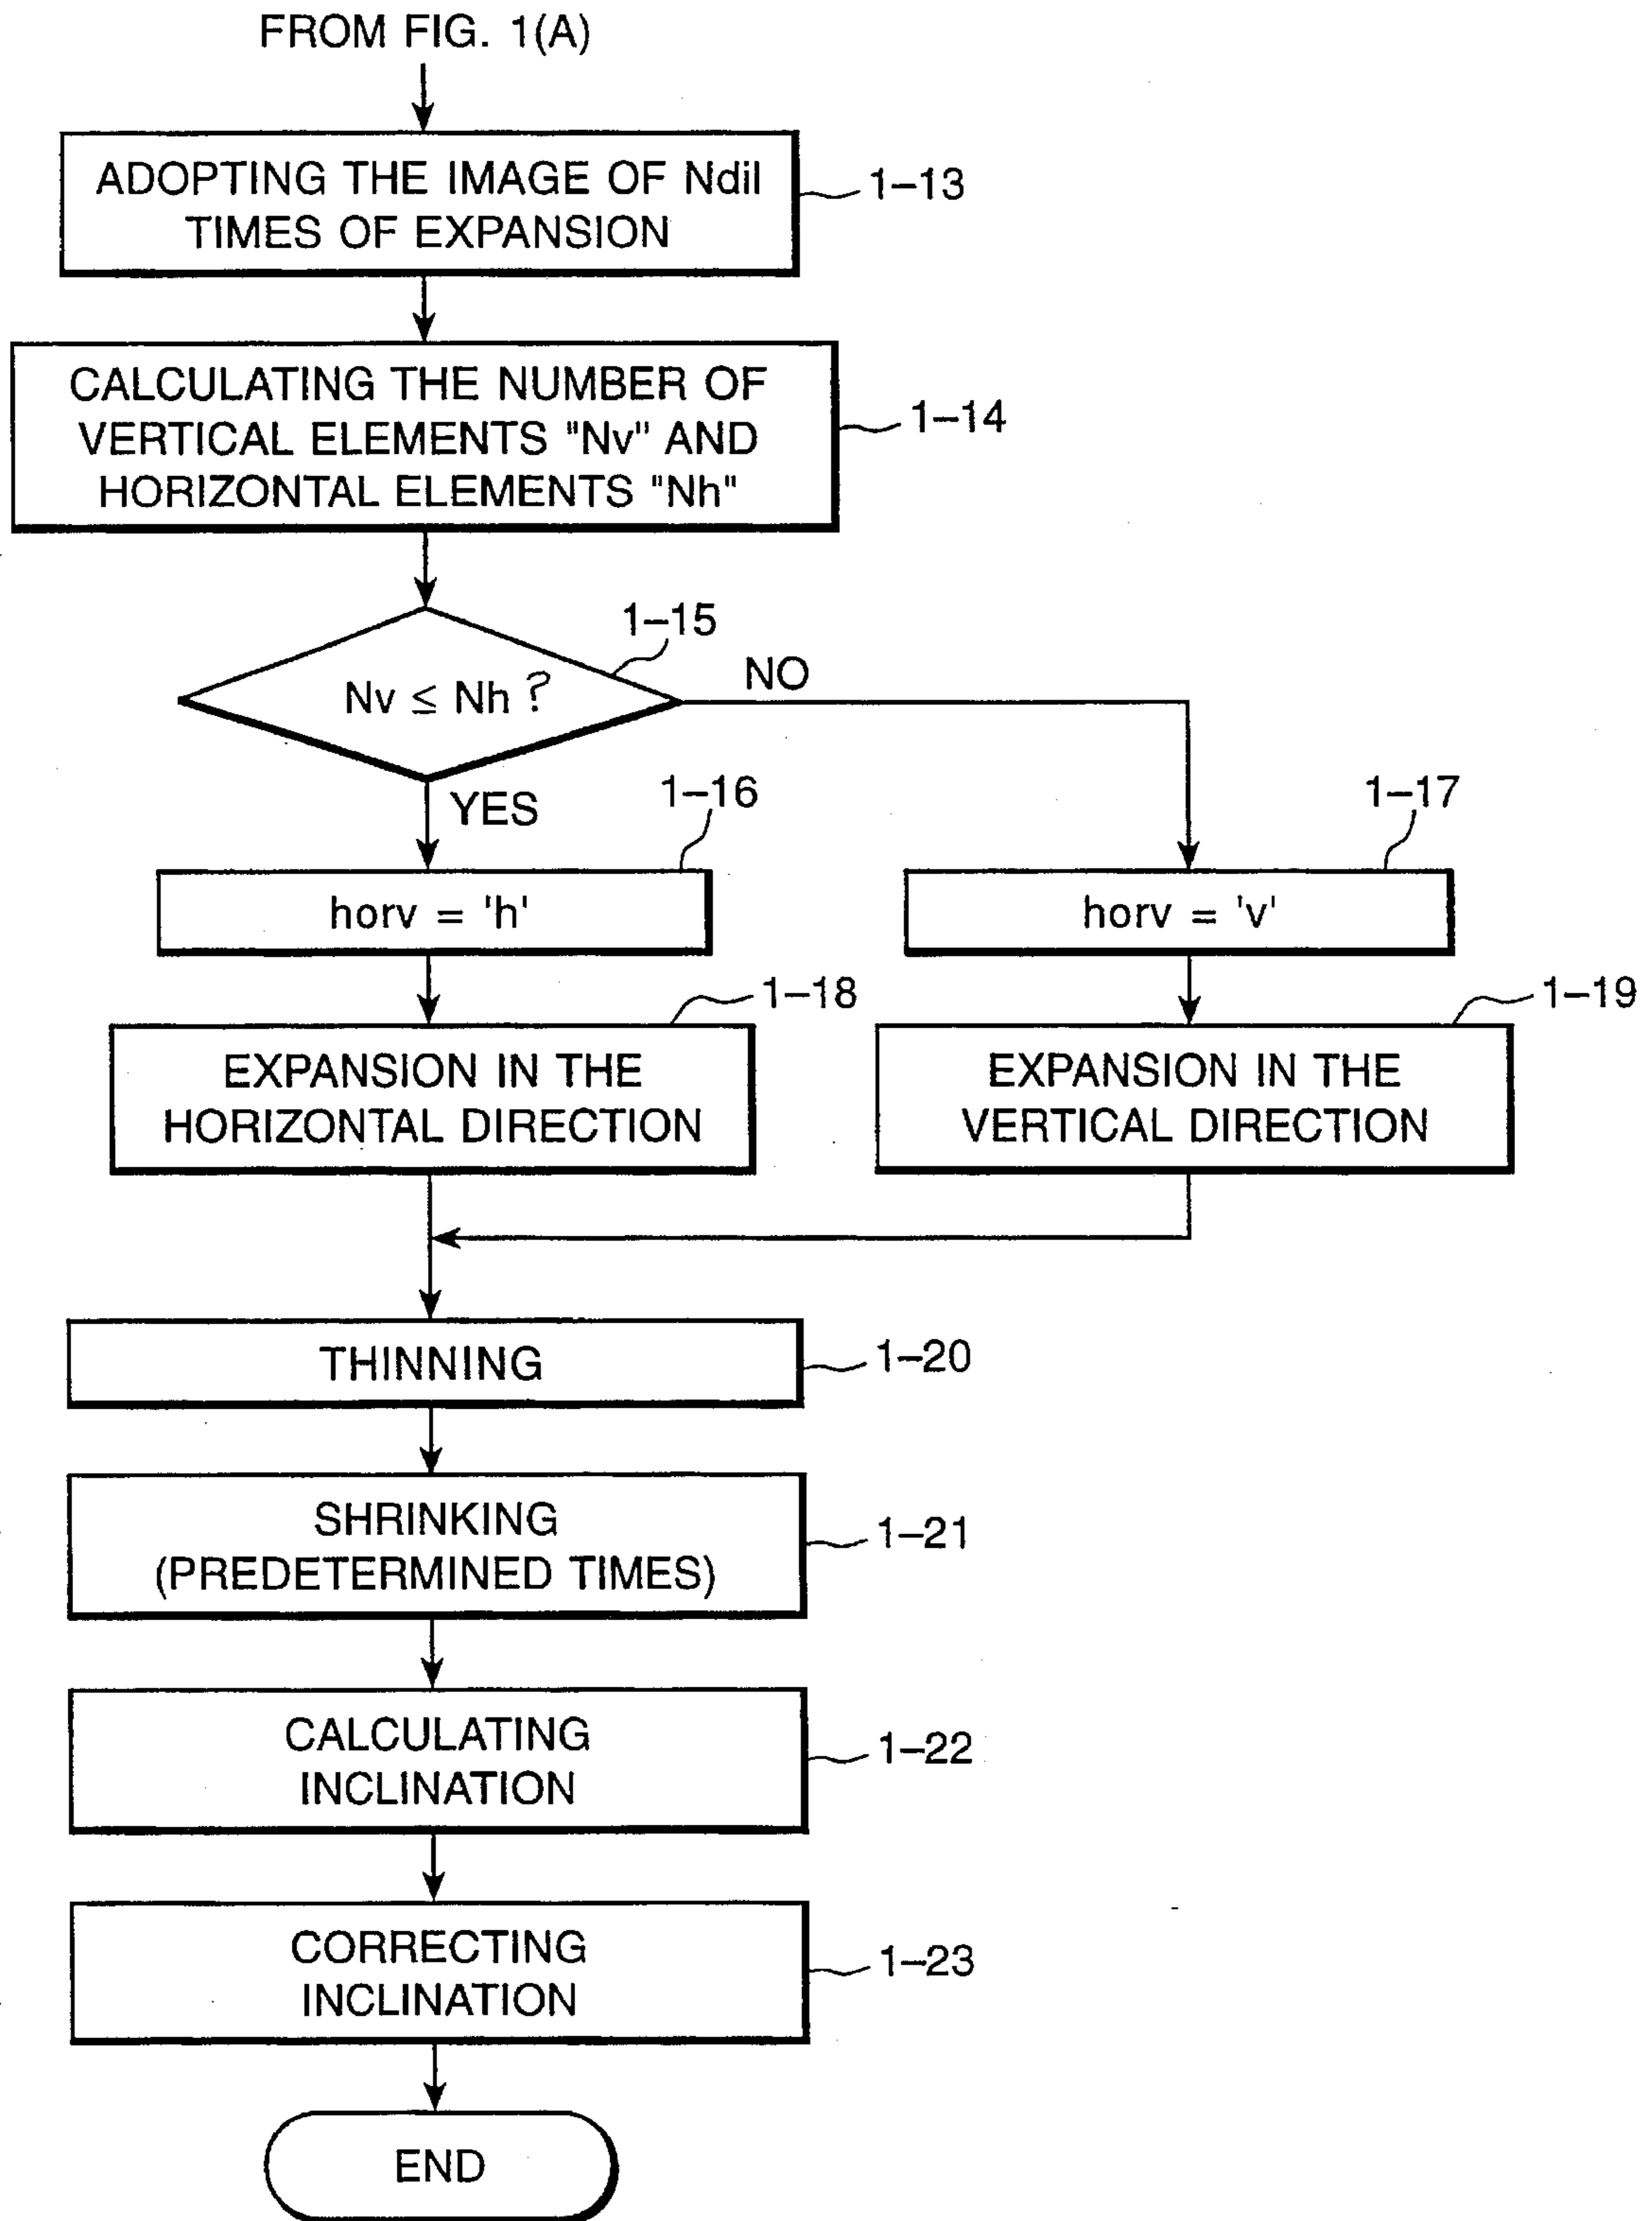 FROM FIG. 1(A)
ADOPTING THE IMAGE OF Ndil
TIMES OF EXPANSION
1–13
CALCULATING THE NUMBER OF
VERTICAL ELEMENTS "Nv" AND
HORIZONTAL ELEMENTS "Nh"
1–14
1–15
Nv ≤ Nh ?
NO
YES
1–16
1–17
horv = 'h'
horv = 'v'
1–18
1–19
EXPANSION IN THE
HORIZONTAL DIRECTION
EXPANSION IN THE
VERTICAL DIRECTION
THINNING
1–20
SHRINKING
(PREDETERMINED TIMES)
1–21
CALCULATING
INCLINATION
1–22
CORRECTING
INCLINATION
1–23
END